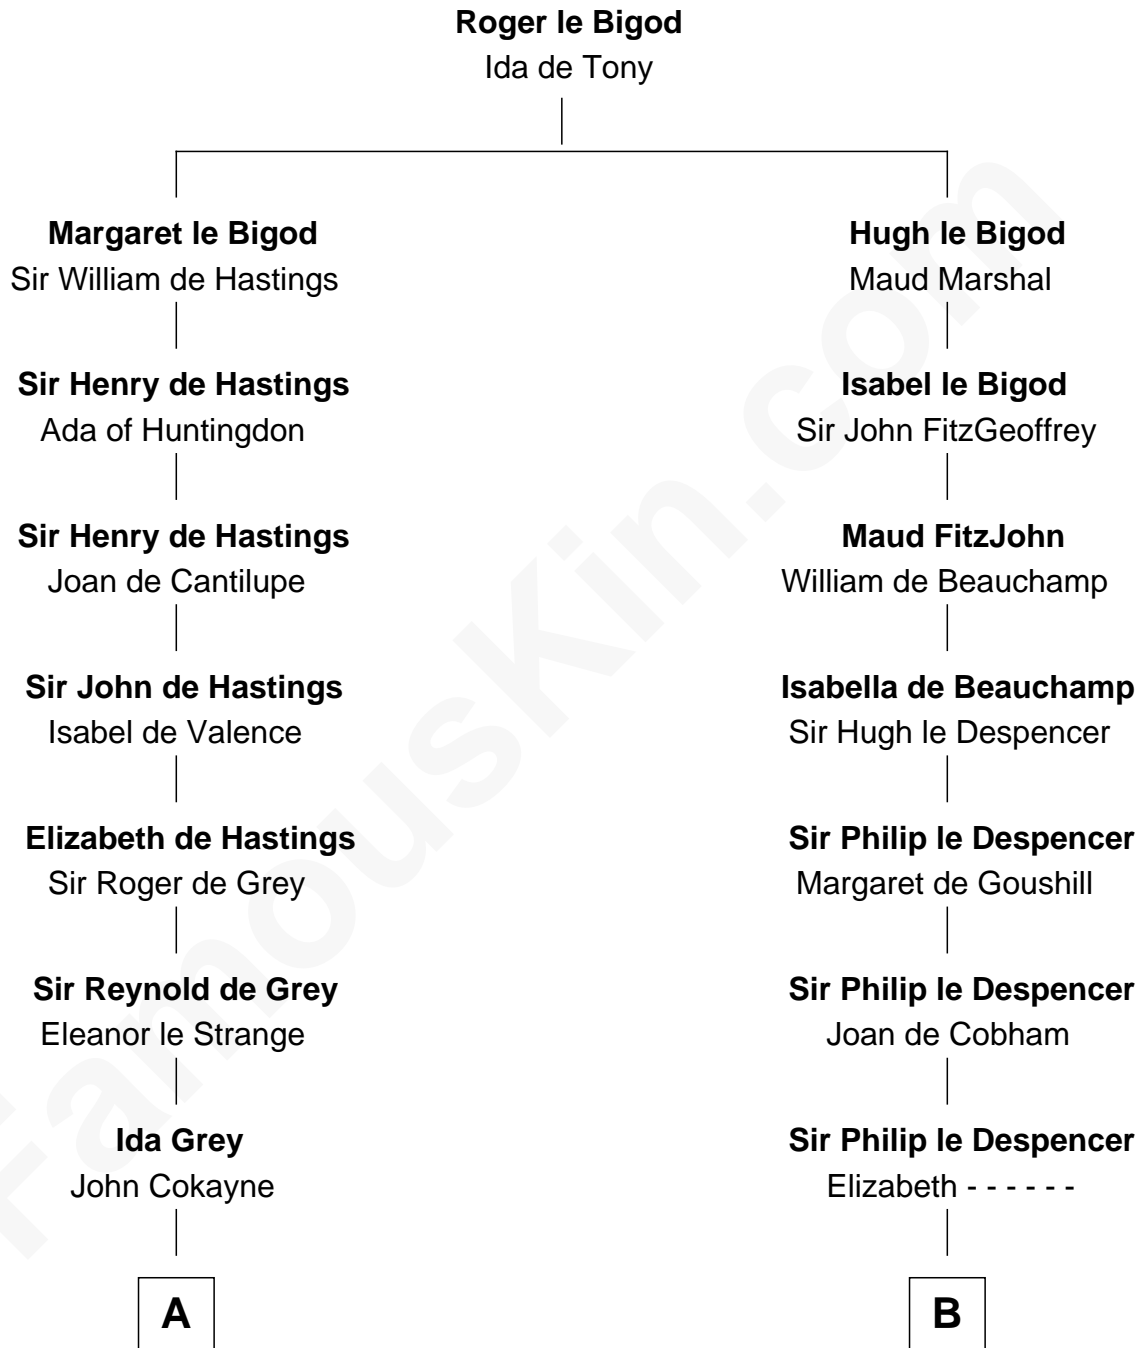 Roger le Bigod
Ida de Tony
Margaret le Bigod
Sir William de Hastings
Hugh le Bigod
Maud Marshal
Sir Henry de Hastings
Ada of Huntingdon
Isabel le Bigod
Sir John FitzGeoffrey
Sir Henry de Hastings
Joan de Cantilupe
Maud FitzJohn
William de Beauchamp
Sir John de Hastings
Isabel de Valence
Isabella de Beauchamp
Sir Hugh le Despencer
Elizabeth de Hastings
Sir Roger de Grey
Sir Philip le Despencer
Margaret de Goushill
Sir Reynold de Grey
Eleanor le Strange
Sir Philip le Despencer
Joan de Cobham
Ida Grey
John Cokayne
Sir Philip le Despencer
Elizabeth - - - - - -
A
B
FamousKin.com